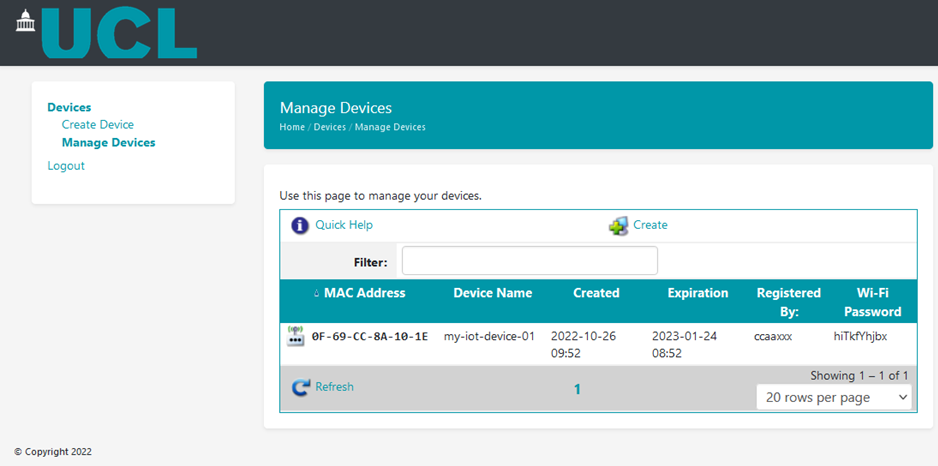 UCL
Devices
Create Device
Manage Devices
Logout
Manage Devices
Home / Devices / Manage Devices
Use this page to manage your devices.
Quick Help
Create
Filter:
MAC Address Device Name Created Expiration Registered By: Wi-Fi Password
0F-69-CC-8A-10-1E my-iot-device-01 2022-10-26 09:52 2023-01-24 08:52 ccaaxxx hiTkfYhjbx
Refresh
1
Showing 1 – 1 of 1
20 rows per page
© Copyright 2022